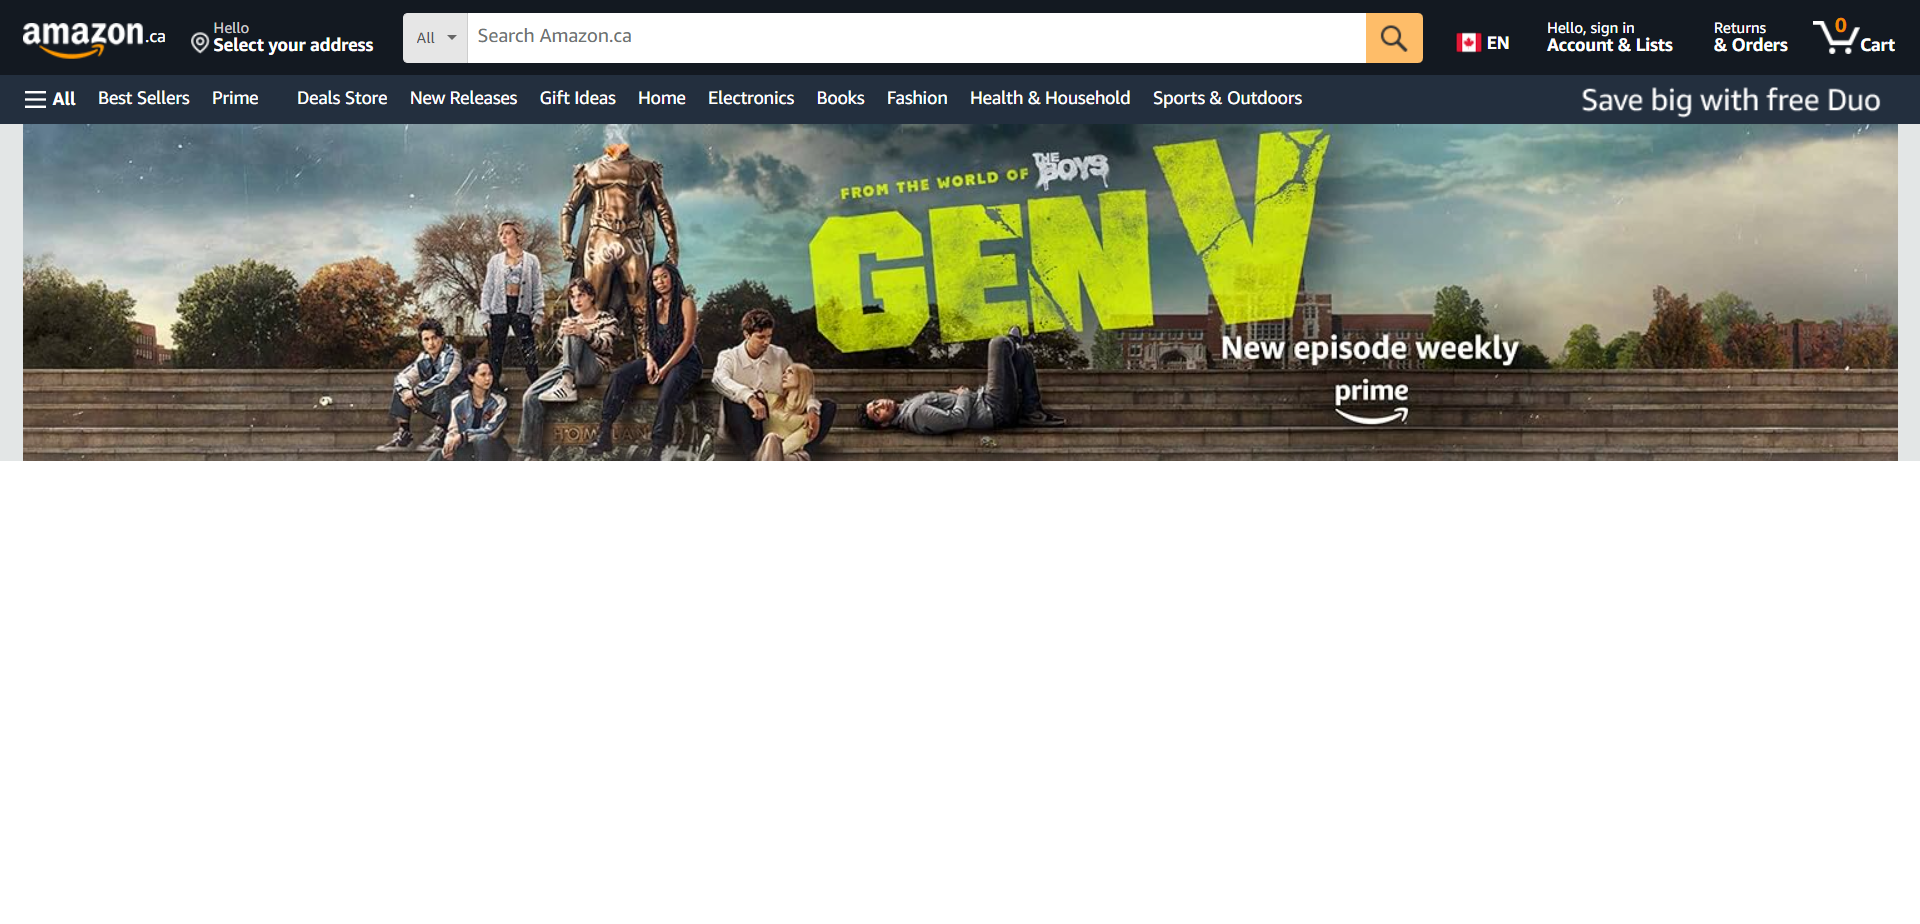 amazon.ca
Hello
Select your address
All
Search Amazon.ca
EN
Hello, sign in
Account & Lists
Returns
& Orders
0
Cart
All
Best Sellers
Prime
Deals Store
New Releases
Gift Ideas
Home
Electronics
Books
Fashion
Health & Household
Sports & Outdoors
Save big with free Duo
FROM THE WORLD OF THE BOYS
GEN V
GOD U
New episode weekly
prime
HOMELAN